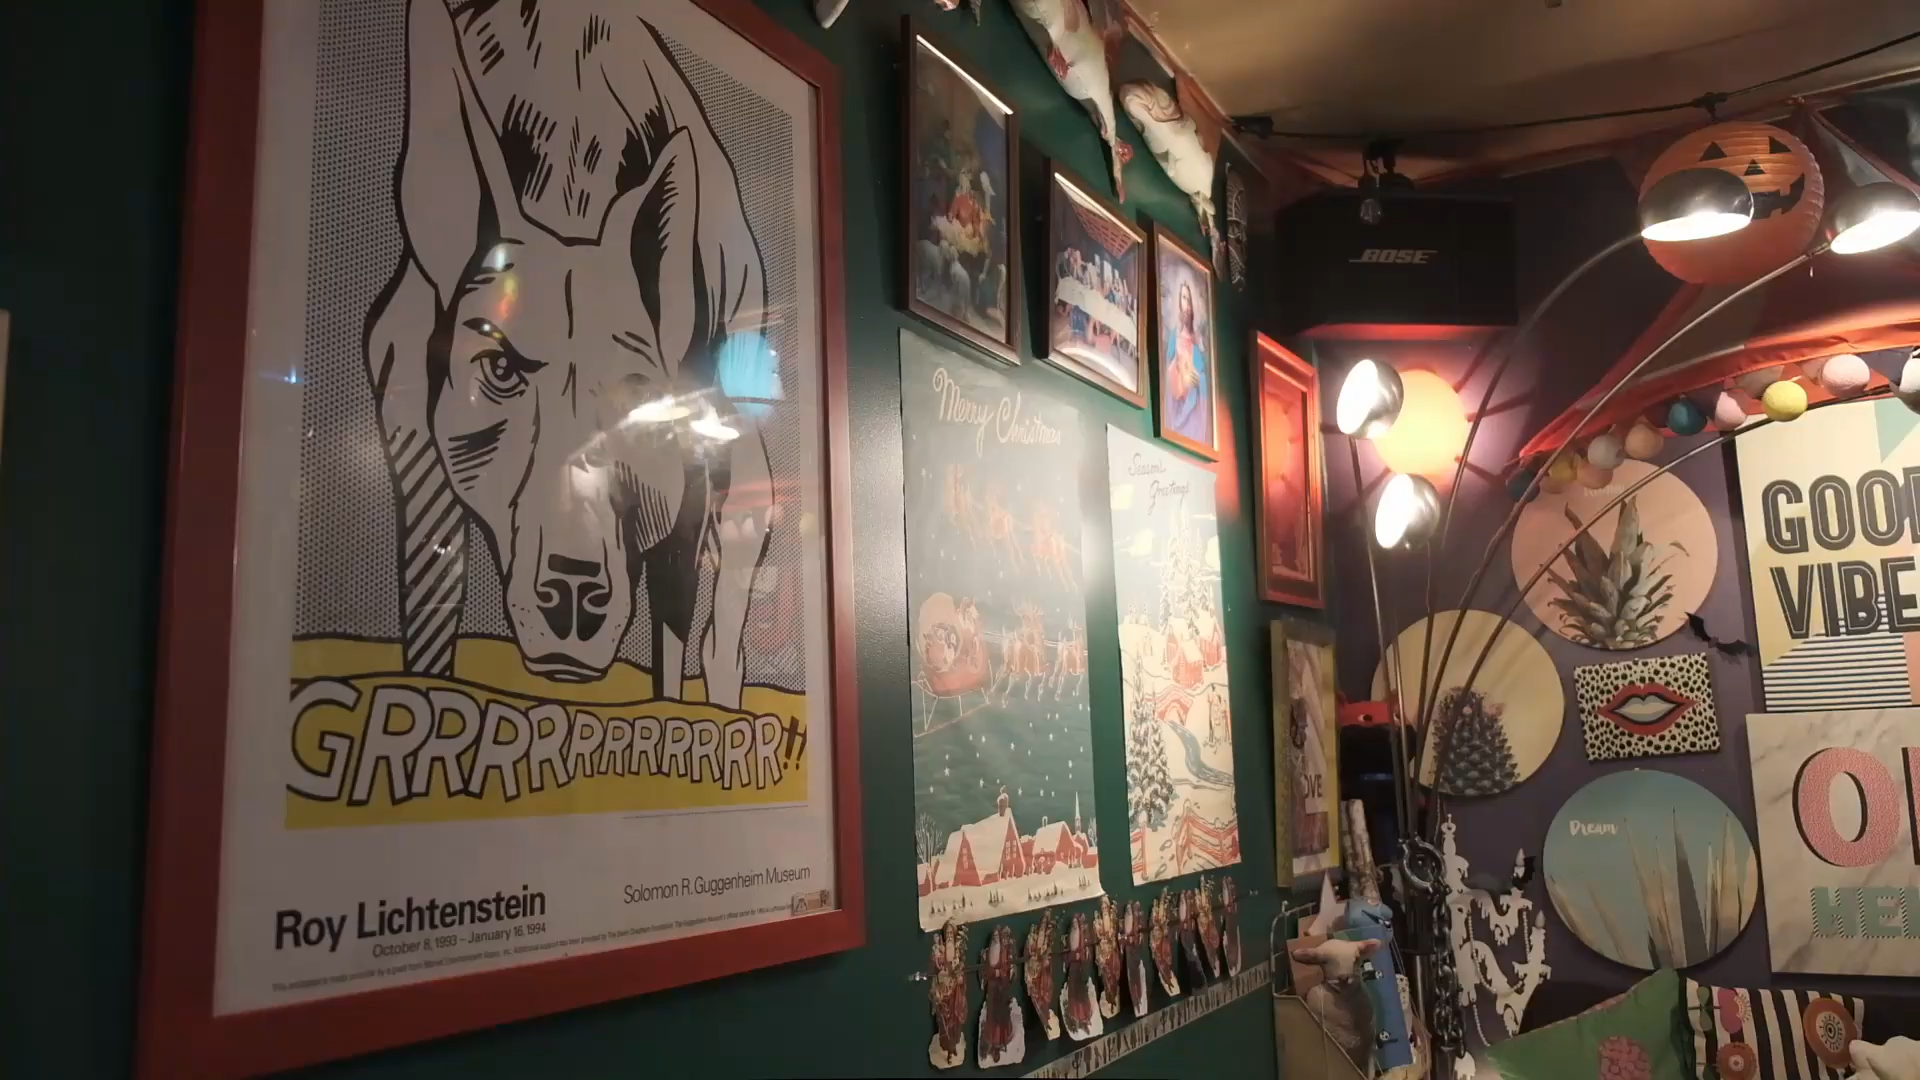 GRRRRRRRRRRR!!
Roy Lichtenstein
October 8, 1993 – January 16, 1994
Solomon R. Guggenheim Museum
Merry Christmas
Season's
Greetings
BOSE
GOOD
VIBE
Dream